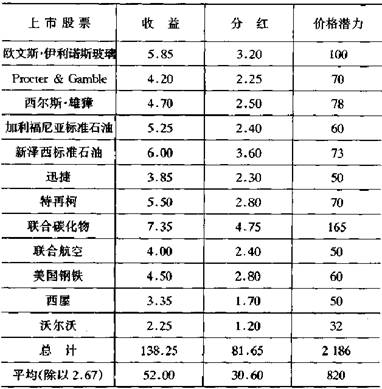 上市股票 收益 分红 价格潜力
欧文斯·伊利诺斯玻璃 5.85 3.20 100
Procter & Gamble 4.20 2.25 70
西尔斯·雄獐 4.70 2.50 78
加利福尼亚标准石油 5.25 2.40 60
新泽西标准石油 6.00 3.60 73
迅捷 3.85 2.30 50
特再柯 5.50 2.80 70
联合碳化物 7.35 4.75 165
联合航空 4.00 2.40 50
美国钢铁 4.50 2.80 60
西屋 3.35 1.70 50
沃尔沃 2.25 1.20 32
总计 138.25 81.65 2 186
平均(除以2.67) 52.00 30.60 820